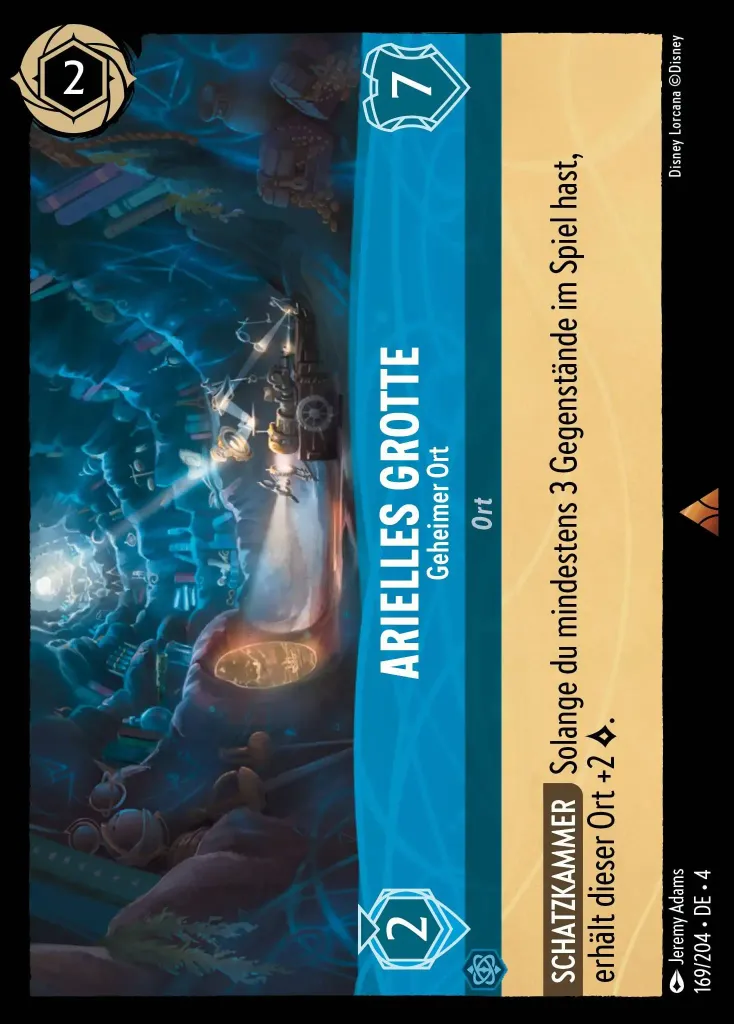 2
7
ARIELLES GROTTE
Geheimer Ort
2
Ort
SCHATZKAMMER Solange du mindestens 3 Gegenstände im Spiel hast,
erhält dieser Ort +2 .
Jeremy Adams
169/204 • DE • 4
Disney Lorcana ©Disney